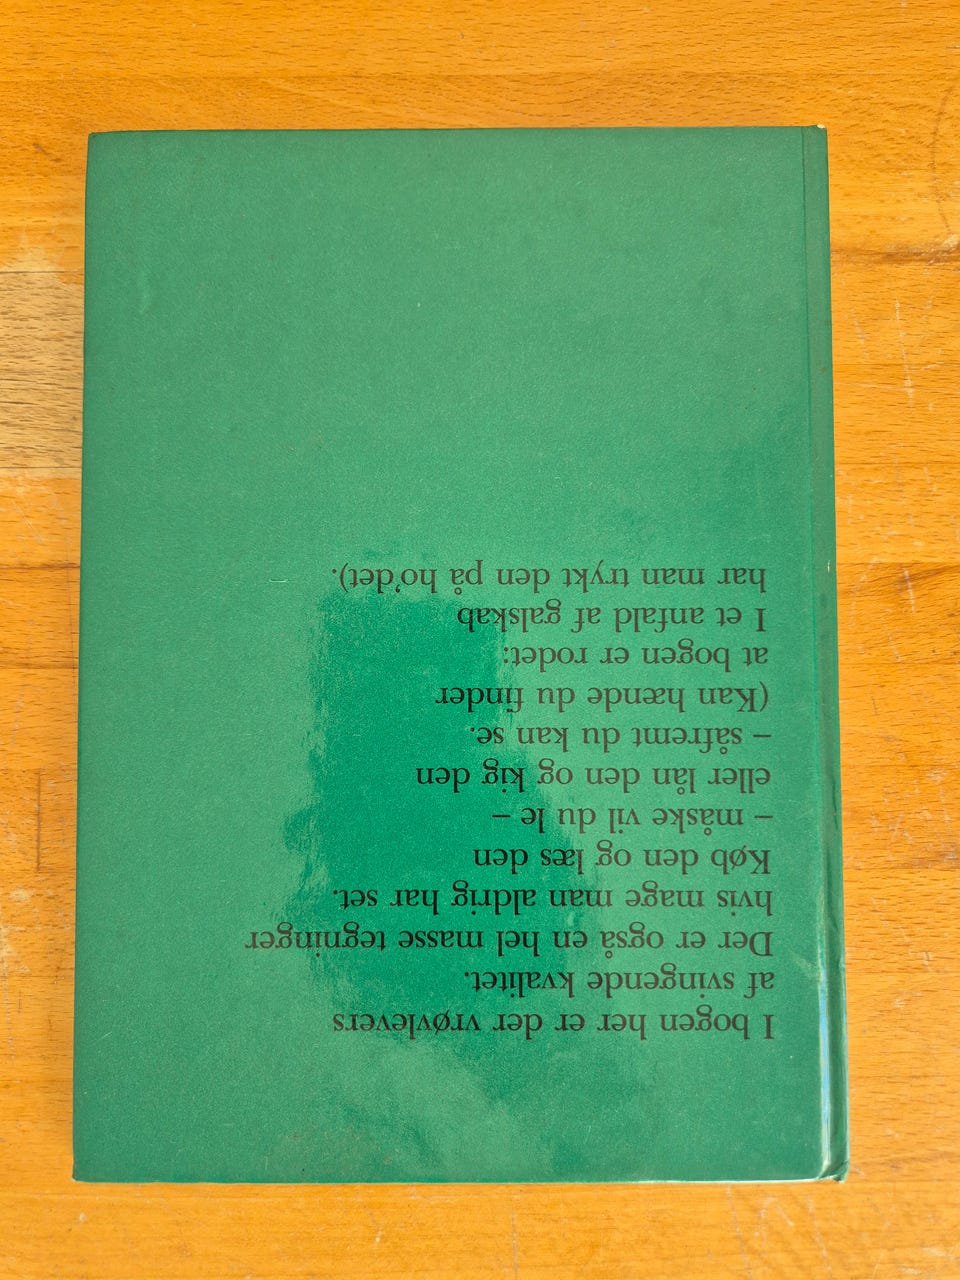 I bogen her er der vrøvlevers
af svingende kvalitet.
Der er også en hel masse tegninger
hvis mage man aldrig har set.
Køb den og læs den
– måske vil du le –
eller lån den og kig den
– såfremt du kan se.
(Kan hænde du finder
at bogen er rodet:
I et anfald af galskab
har man trykt den på ho'det).